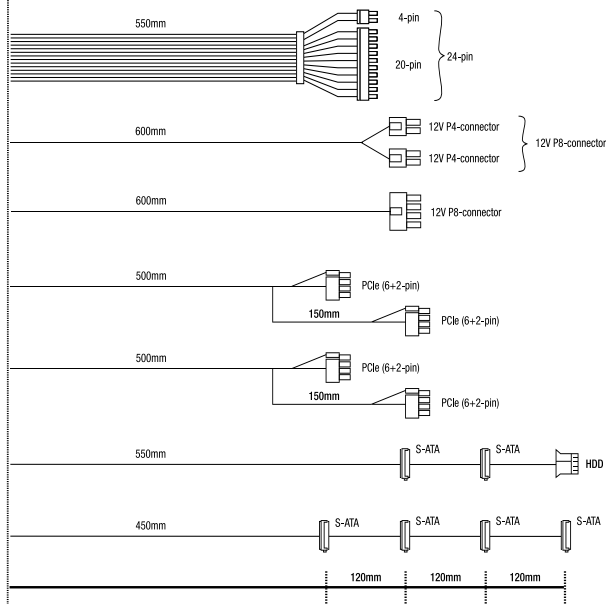 550mm
4-pin
20-pin
24-pin
600mm
12V P4-connector
12V P4-connector
12V P8-connector
600mm
12V P8-connector
500mm
PCIe (6+2-pin)
150mm
PCIe (6+2-pin)
500mm
PCIe (6+2-pin)
150mm
PCIe (6+2-pin)
550mm
S-ATA
S-ATA
HDD
450mm
S-ATA
S-ATA
S-ATA
S-ATA
120mm
120mm
120mm